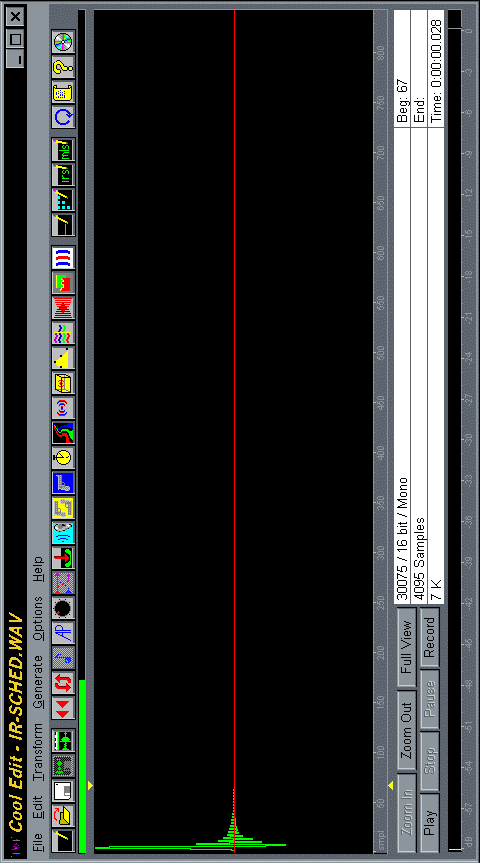 Cool Edit - IR-SCHED.WAV
File Edit Transform Generate Options Help
AP irs mls
smpl 50 100 150 200 250 300 350 400 450 500 550 600 650 700 750 800
Zoom In Zoom Out Full View 30075 / 16 bit / Mono Beg: 67
Play Stop Pause Record 4095 Samples End:
7 K Time: 0:00:00.028
dB -57 -54 -51 -48 -45 -42 -39 -36 -33 -30 -27 -24 -21 -18 -15 -12 -9 -6 -3 0